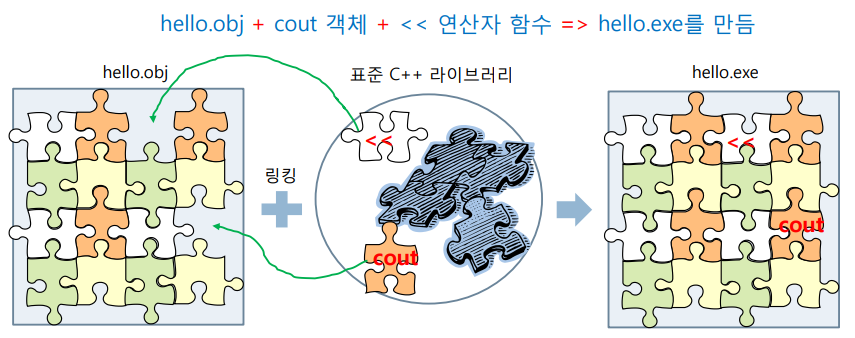 hello.obj + cout 객체 + << 연산자 함수 => hello.exe를 만듬
hello.obj
표준 C++ 라이브러리
hello.exe
<<
<<
링킹
cout
cout